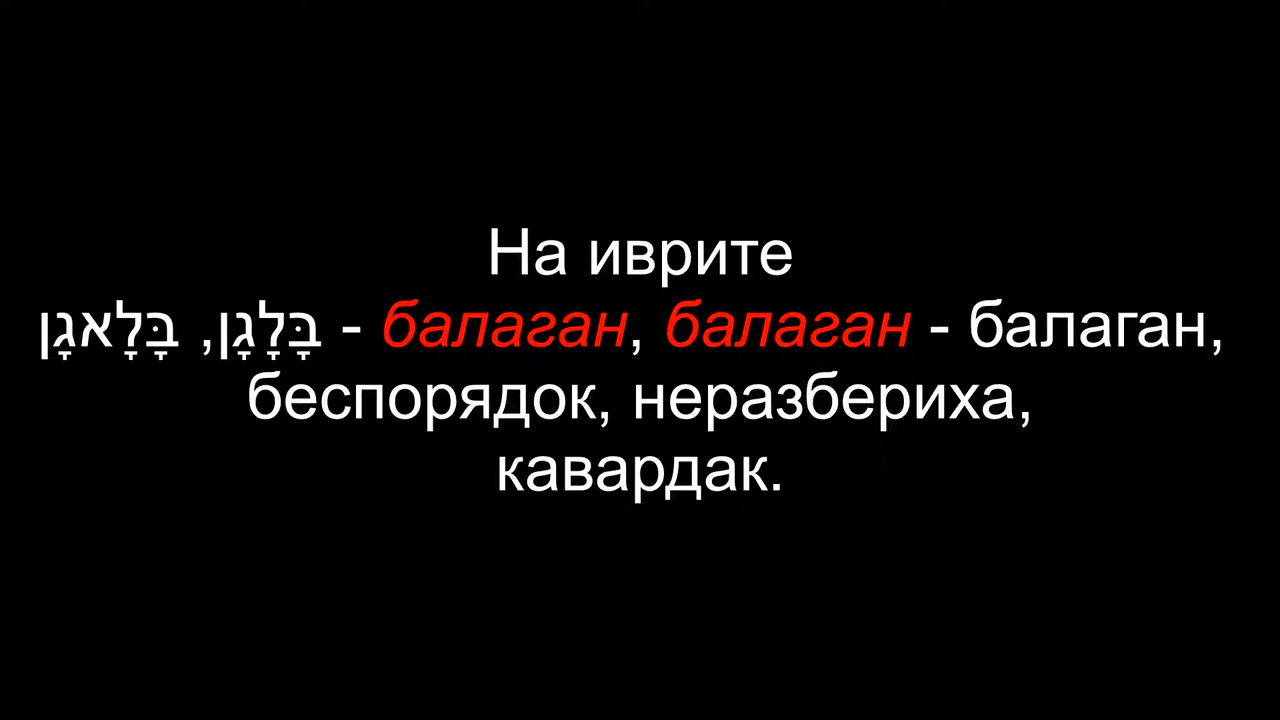 На иврите
בָּלָגָן, בָּלָאגָן - балаган, балаган - балаган,
беспорядок, неразбериха,
кавардак.